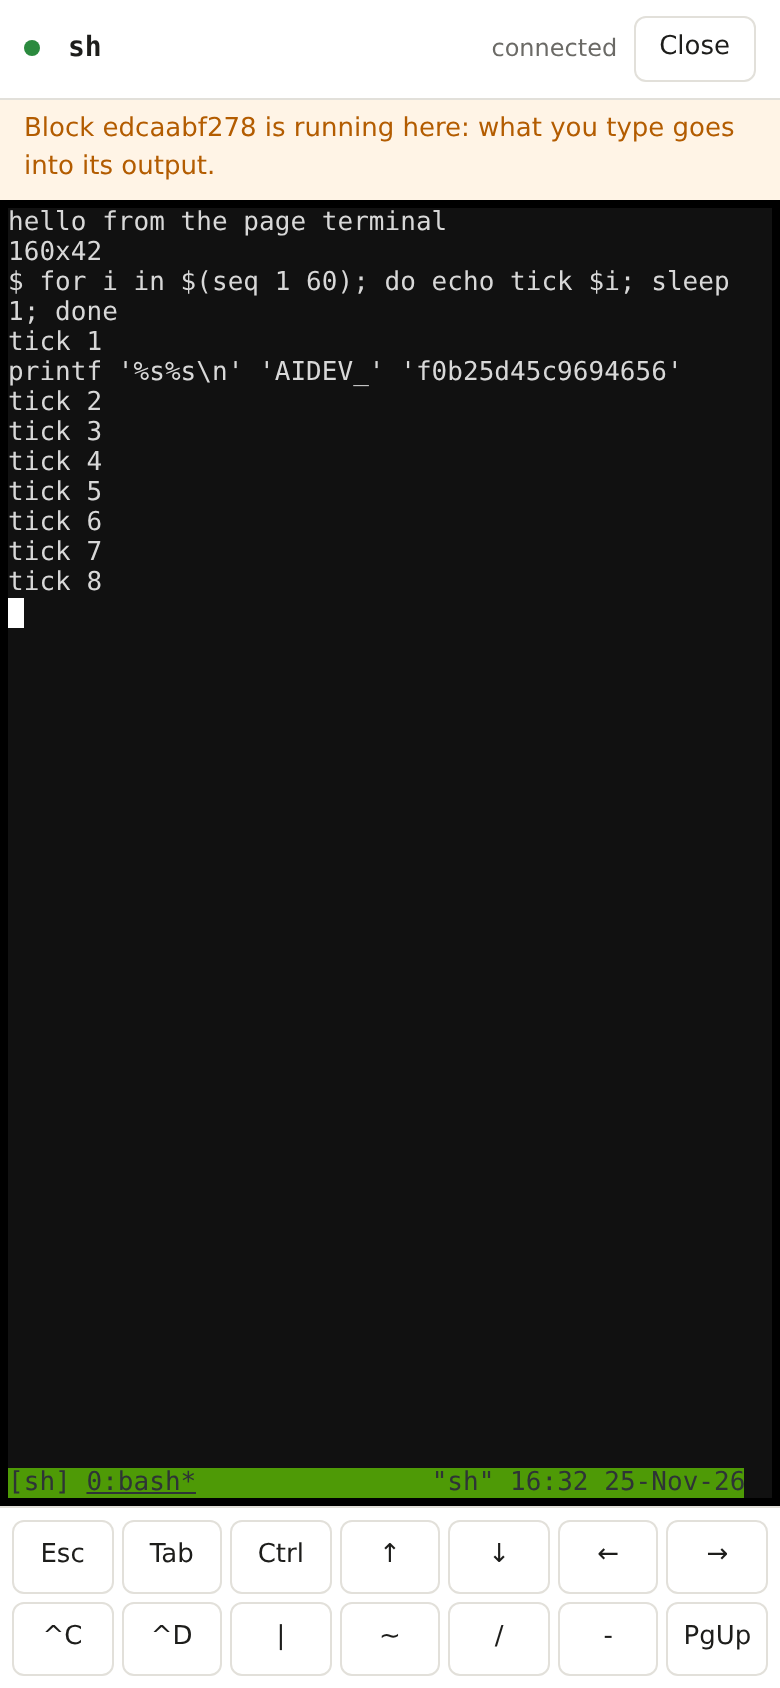 sh connected Close
Block edcaabf278 is running here: what you type goes
into its output.
hello from the page terminal
160x42
$ for i in $(seq 1 60); do echo tick $i; sleep
1; done
tick 1
printf '%s%s\n' 'AIDEV_' 'f0b25d45c9694656'
tick 2
tick 3
tick 4
tick 5
tick 6
tick 7
tick 8
[sh] 0:bash* "sh" 16:32 25-Nov-26
Esc Tab Ctrl ↑ ↓ ← →
^C ^D | ~ / - PgUp